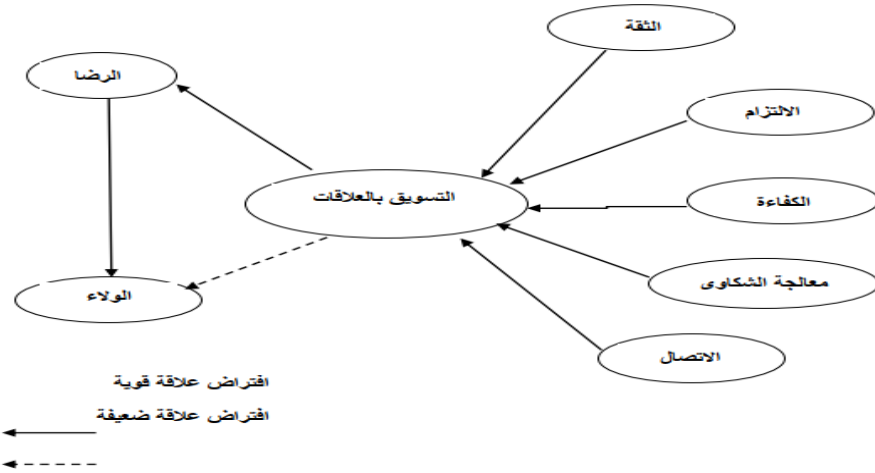 الثقة
الرضا
الالتزام
التسويق بالعلاقات
الكفاءة
معالجة الشكاوى
الولاء
الاتصال
افتراض علاقة قوية
افتراض علاقة ضعيفة